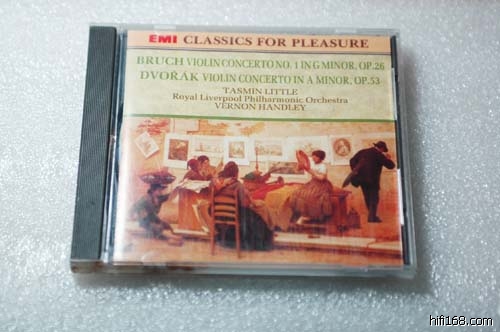 EMI CLASSICS FOR PLEASURE
BRUCH VIOLIN CONCERTO NO. 1 IN G MINOR, OP.26
DVOŘÁK VIOLIN CONCERTO IN A MINOR, OP.53
TASMIN LITTLE
Royal Liverpool Philharmonic Orchestra
VERNON HANDLEY
hifi168.com